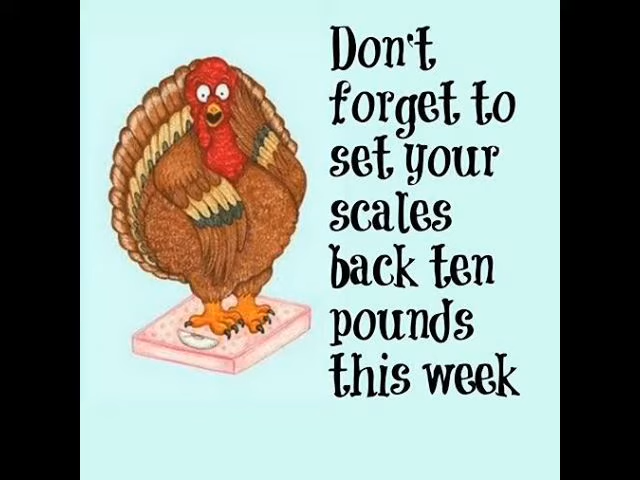 Don't
forget to
set your
scales
back ten
pounds
this week